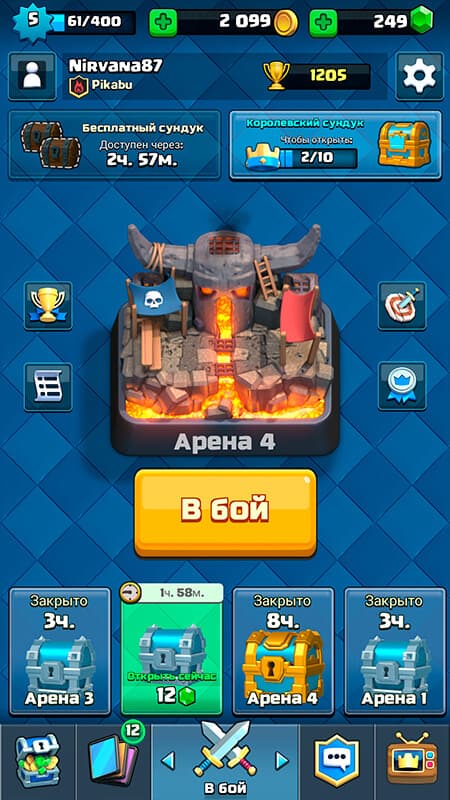 5 61/400 2 099 249
Nirvana87
Pikabu
1205
Бесплатный сундук
Доступен через:
2ч. 57м.
Королевский сундук
Чтобы открыть:
2/10
Арена 4
В бой
Закрыто
3ч.
Арена 3
1ч. 58м.
Открыть сейчас
12
Закрыто
8ч.
Арена 4
Закрыто
3ч.
Арена 1
12
В бой